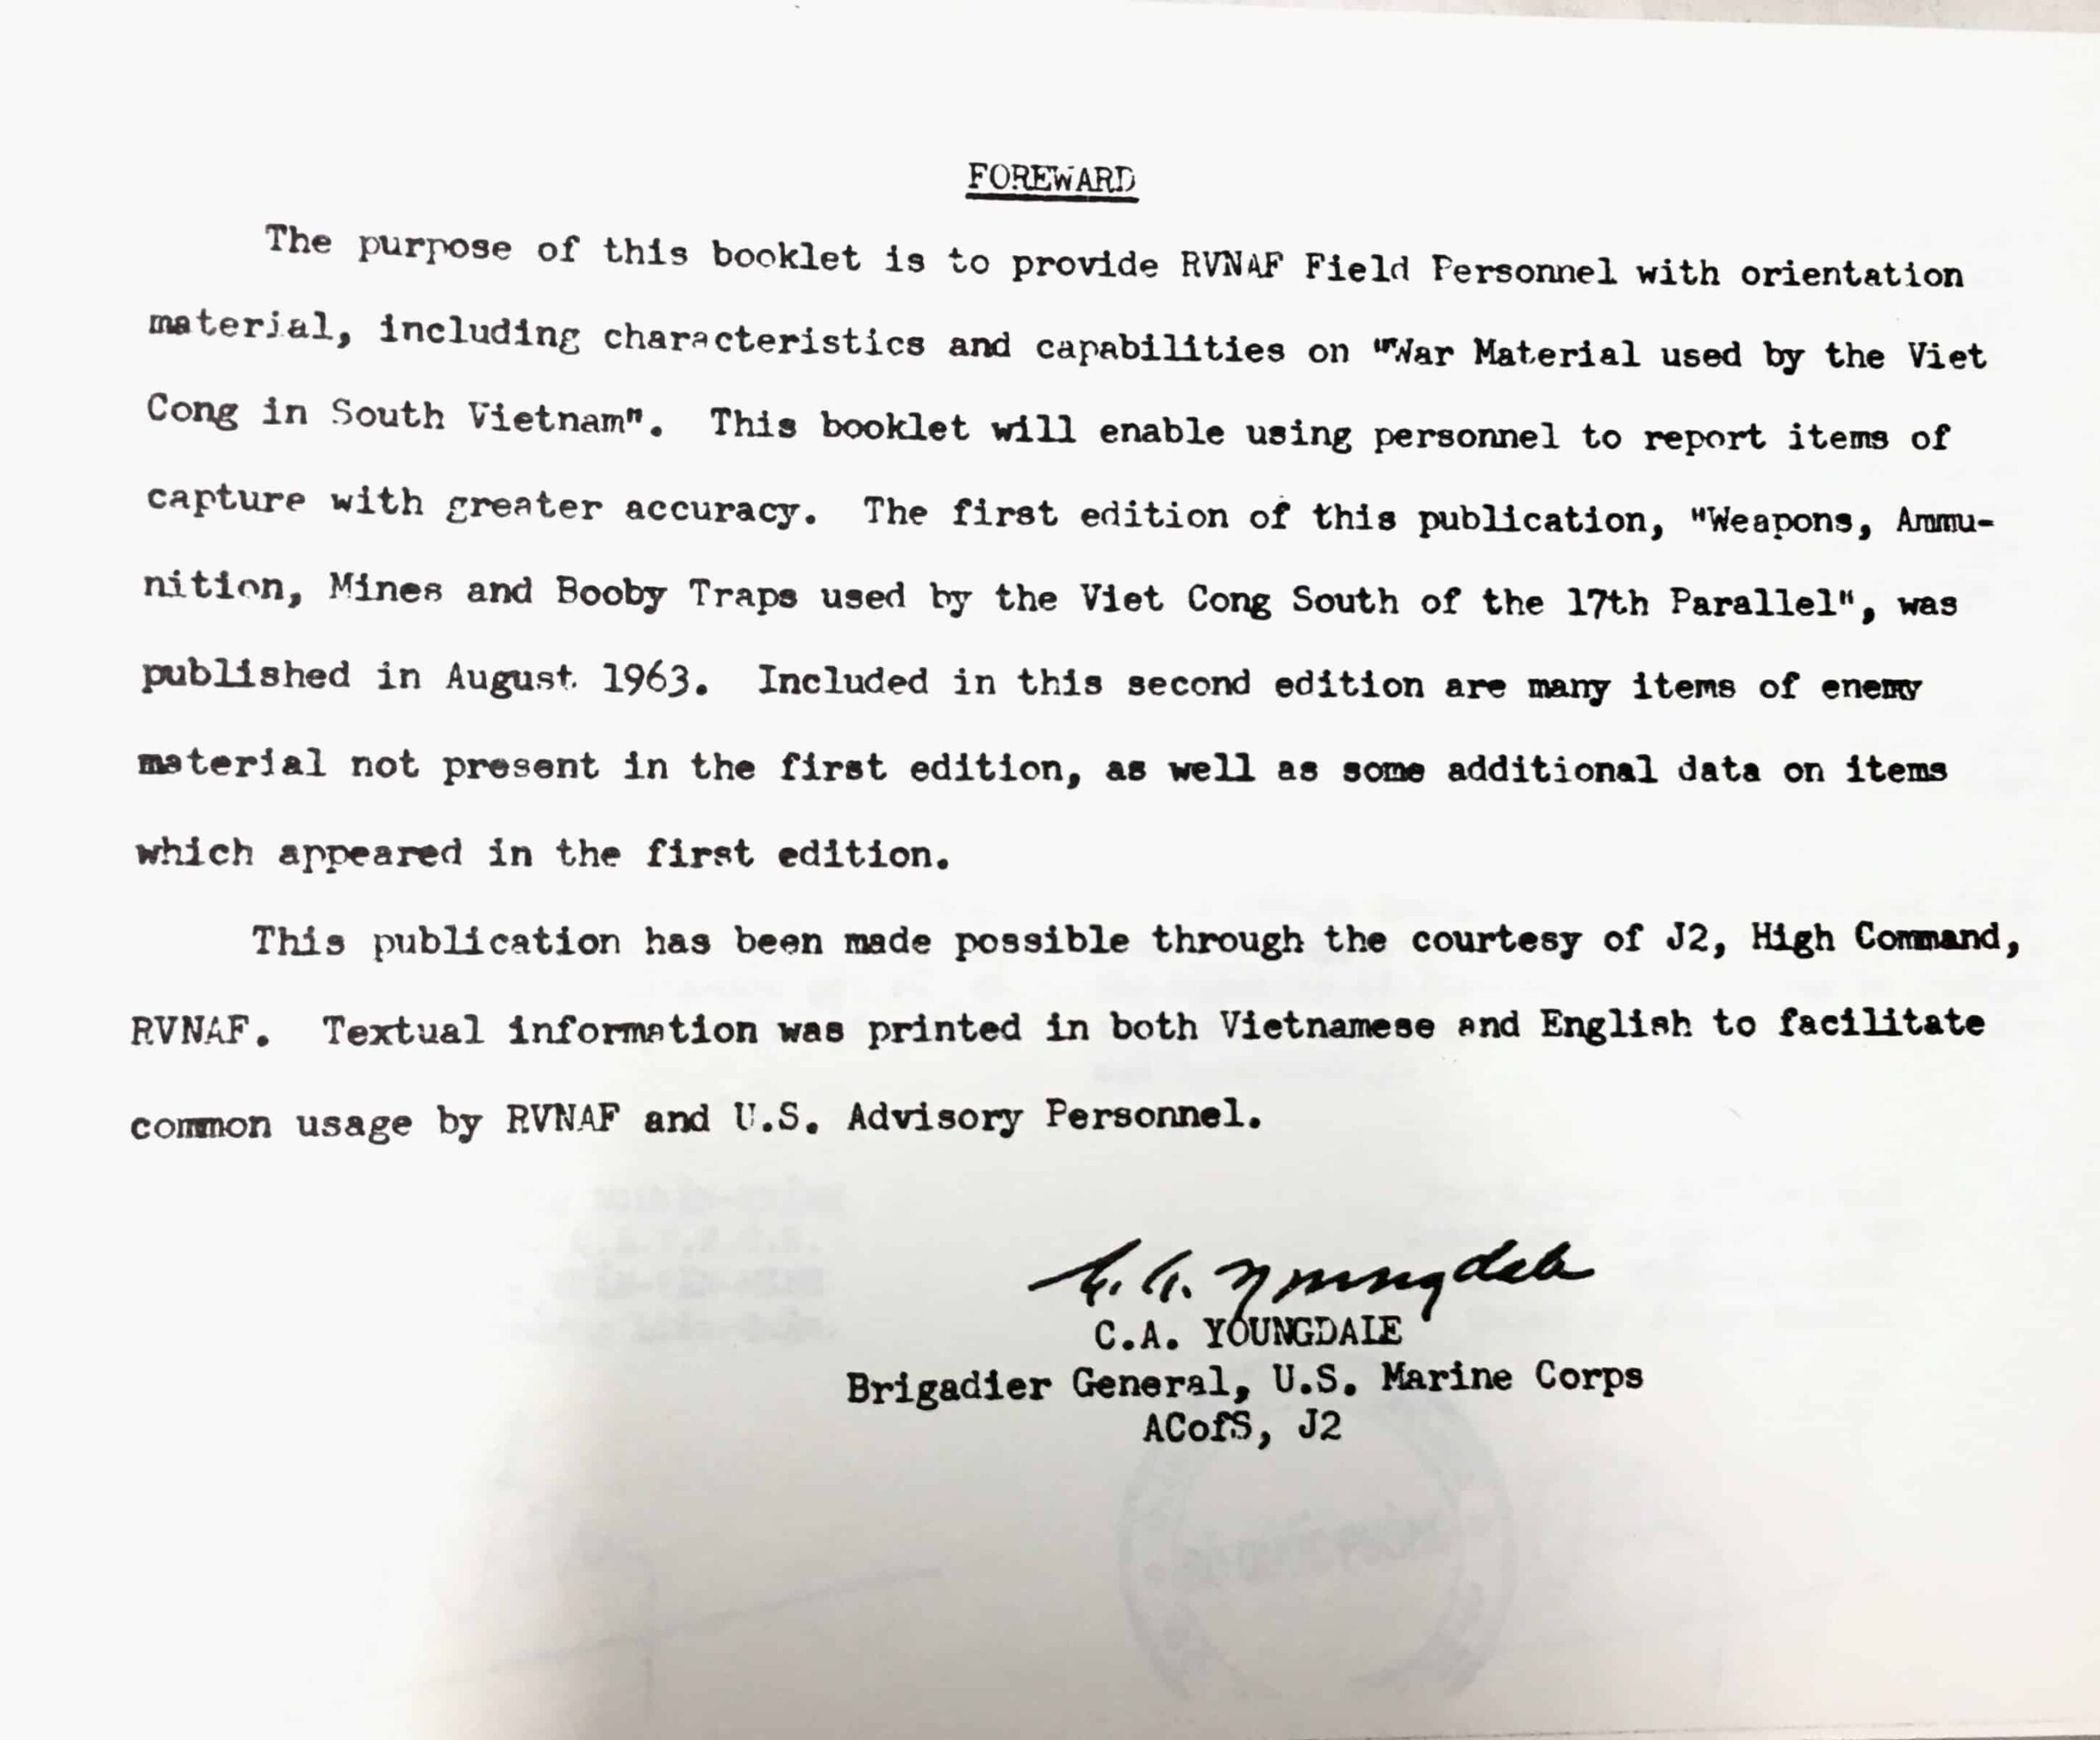 FOREWARD
The purpose of this booklet is to provide RVNAF Field Personnel with orientation
material, including characteristics and capabilities on "War Material used by the Viet
Cong in South Vietnam". This booklet will enable using personnel to report items of
capture with greater accuracy. The first edition of this publication, "Weapons, Ammu-
nition, Mines and Booby Traps used by the Viet Cong South of the 17th Parallel", was
published in August 1963. Included in this second edition are many items of enemy
material not present in the first edition, as well as some additional data on items
which appeared in the first edition.
This publication has been made possible through the courtesy of J2, High Command,
RVNAF. Textual information was printed in both Vietnamese and English to facilitate
common usage by RVNAF and U.S. Advisory Personnel.
C. A. Youngdale
C.A. YOUNGDALE
Brigadier General, U.S. Marine Corps
ACofS, J2